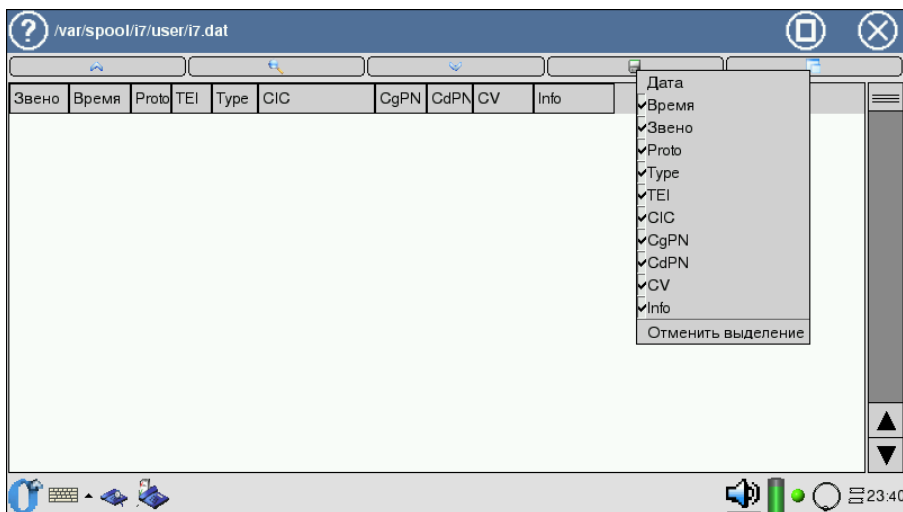 /var/spool/i7/user/i7.dat
Звено Время Proto TEI Type CIC CgPN CdPN CV Info
Дата
Время
Звено
Proto
Type
TEI
CIC
CgPN
CdPN
CV
Info
Отменить выделение
23:40